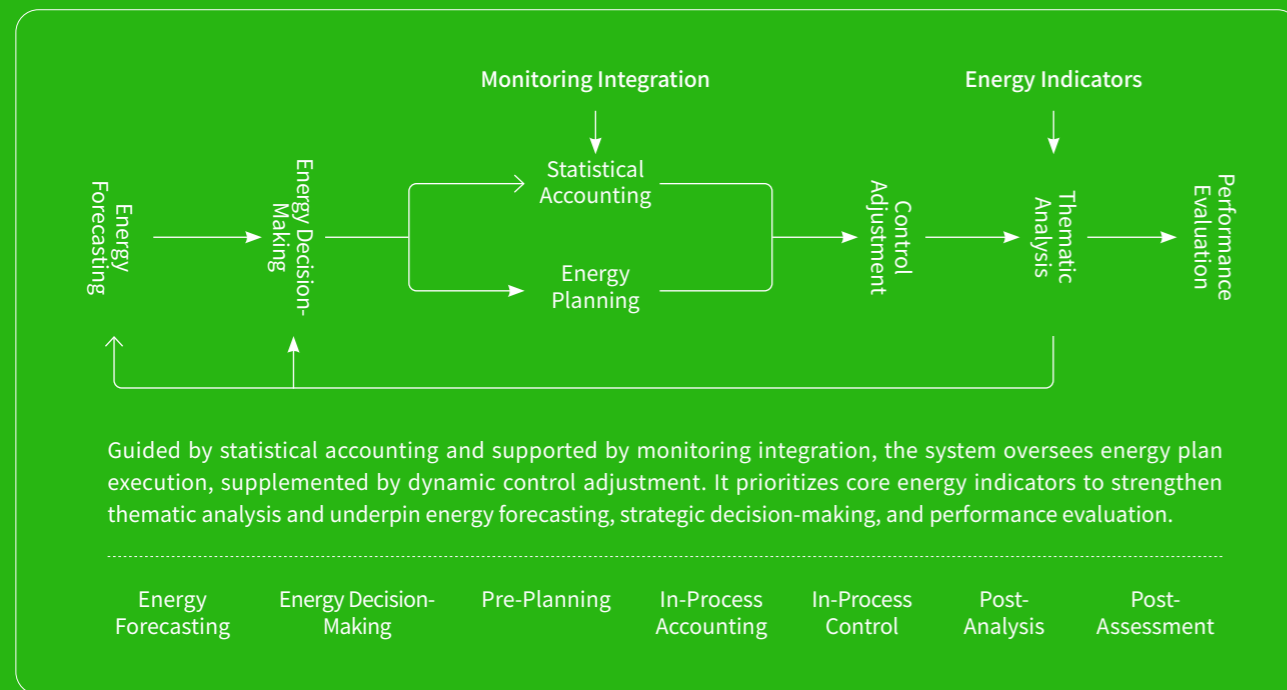 Monitoring Integration
Energy Indicators
Energy
Forecasting
Energy Decision-
Making
Statistical
Accounting
Energy
Planning
Control
Adjustment
Thematic
Analysis
Performance
Evaluation
Guided by statistical accounting and supported by monitoring integration, the system oversees energy plan
execution, supplemented by dynamic control adjustment. It prioritizes core energy indicators to strengthen
thematic analysis and underpin energy forecasting, strategic decision-making, and performance evaluation.
Energy
Forecasting
Energy Decision-
Making
Pre-Planning
In-Process
Accounting
In-Process
Control
Post-
Analysis
Post-
Assessment